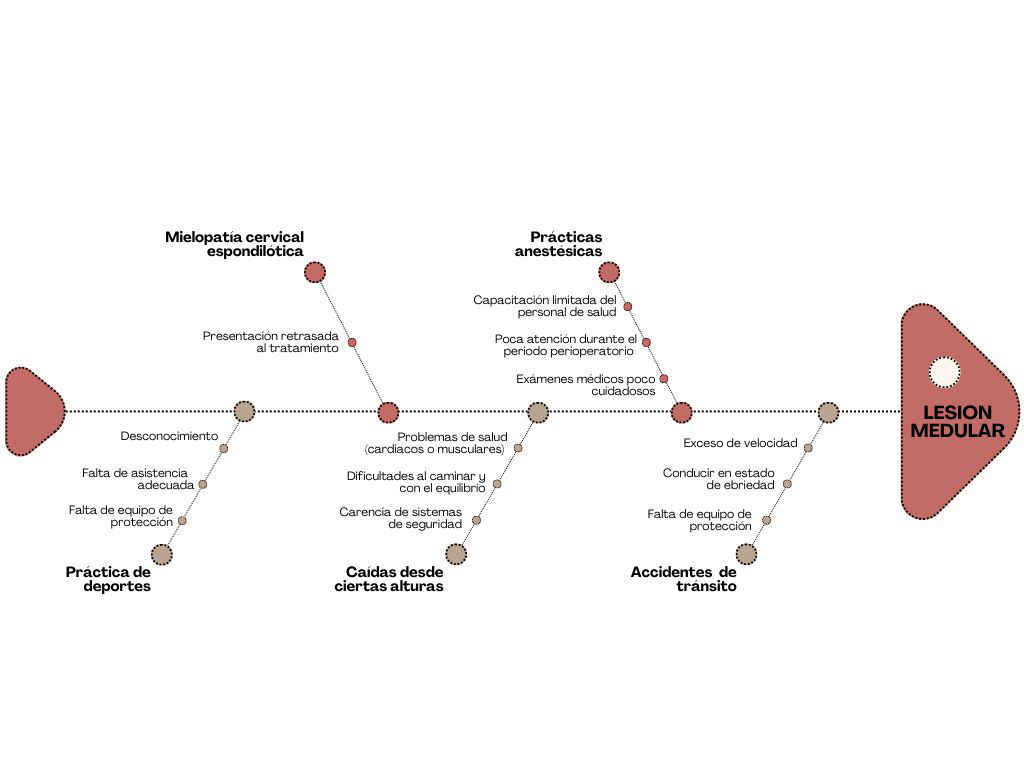 Mielopatía cervical
espondilótica
Presentación retrasada
al tratamiento
Prácticas
anestésicas
Capacitación limitada del
personal de salud
Poca atención durante el
periodo perioperatorio
Exámenes médicos poco
cuidadosos
LESION
MEDULAR
Desconocimiento
Falta de asistencia
adecuada
Falta de equipo de
protección
Práctica de
deportes
Problemas de salud
(cardiacos o musculares)
Dificultades al caminar y
con el equilibrio
Carencia de sistemas
de seguridad
Caídas desde
ciertas alturas
Exceso de velocidad
Conducir en estado
de ebriedad
Falta de equipo de
protección
Accidentes de
tránsito